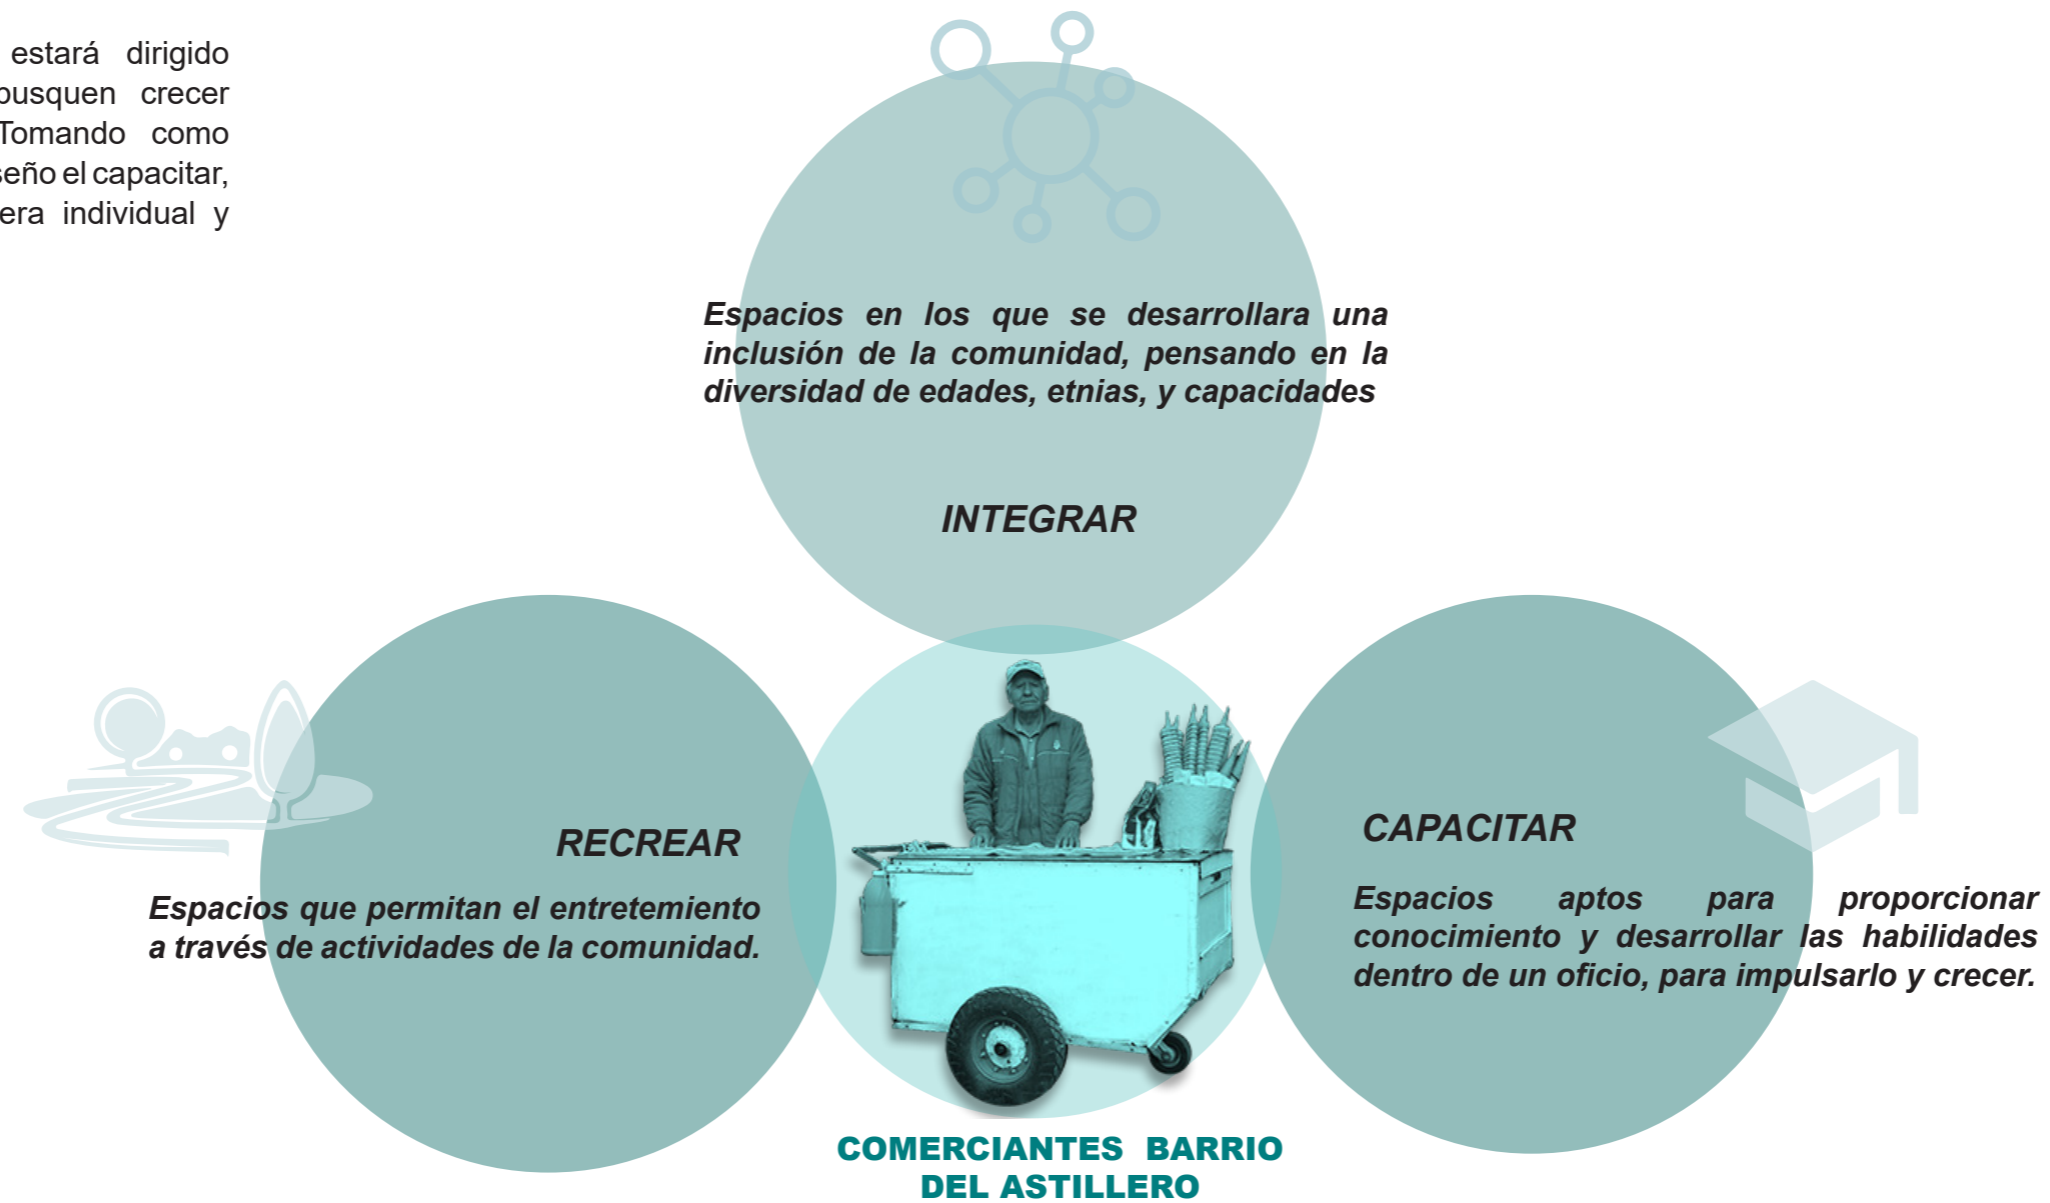 estará dirigido
busquen crecer
Tomando como
el capacitar,
individual y
Espacios en los que se desarrollara una
inclusión de la comunidad, pensando en la
diversidad de edades, etnias, y capacidades
INTEGRAR
RECREAR
Espacios que permitan el entretemiento
a través de actividades de la comunidad.
CAPACITAR
Espacios aptos para proporcionar
conocimiento y desarrollar las habilidades
dentro de un oficio, para impulsarlo y crecer.
COMERCIANTES BARRIO
DEL ASTILLERO